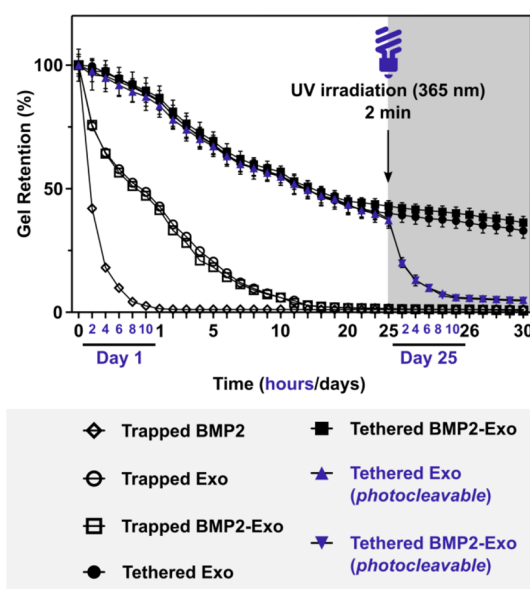 100
50
0
Gel Retention (%)
UV irradiation (365 nm)
2 min
0 2 4 6 8 10 1 5 10 15 20 25 2 4 6 8 10 26 30
Day 1
Day 25
Time (hours/days)
Trapped BMP2
Trapped Exo
Trapped BMP2-Exo
Tethered Exo
Tethered BMP2-Exo
Tethered Exo
(photocleavable)
Tethered BMP2-Exo
(photocleavable)